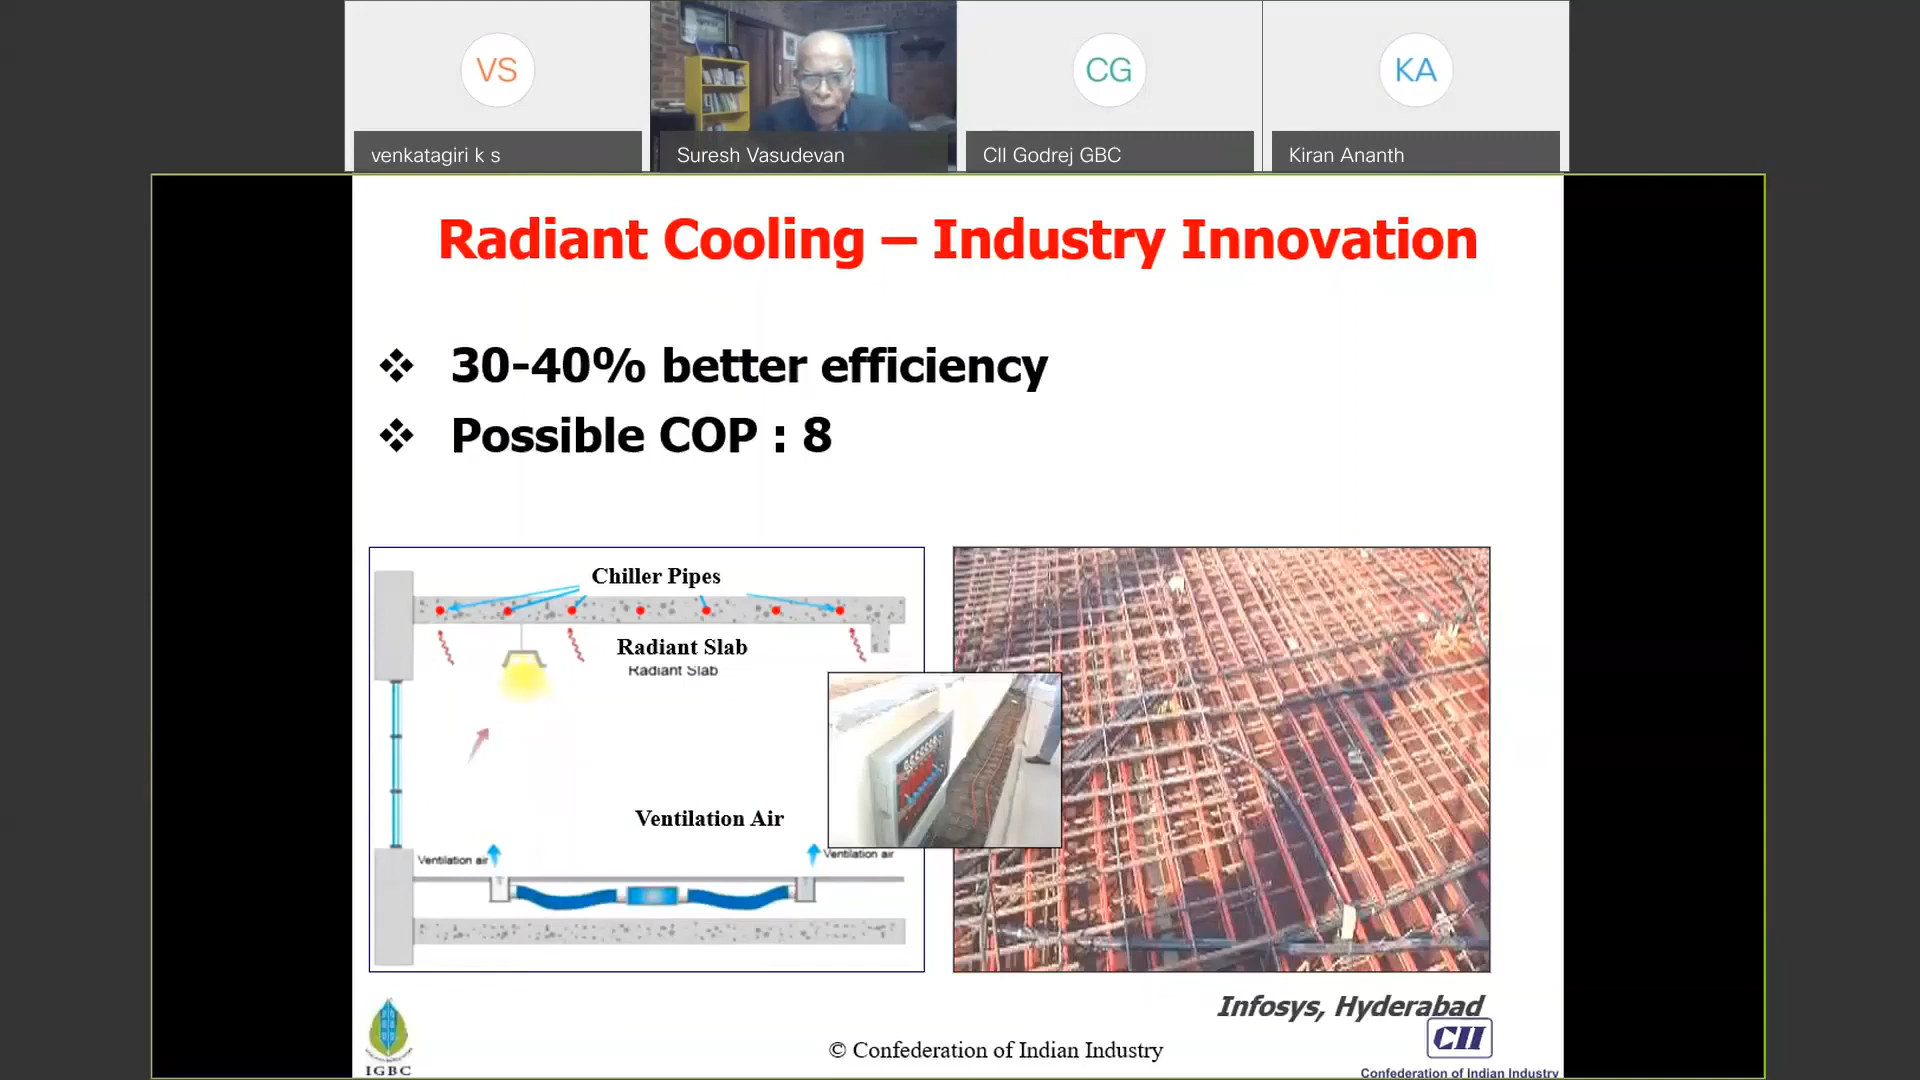 VS
CG
KA
venkatagiri k s
Suresh Vasudevan
CII Godrej GBC
Kiran Ananth
Radiant Cooling – Industry Innovation
❖ 30-40% better efficiency
❖ Possible COP : 8
Chiller Pipes
Radiant Slab
Radiant Slab
Ventilation Air
Ventilation air
Ventilation air
Infosys, Hyderabad
CII
© Confederation of Indian Industry
IGBC
Confederation of Indian Industry